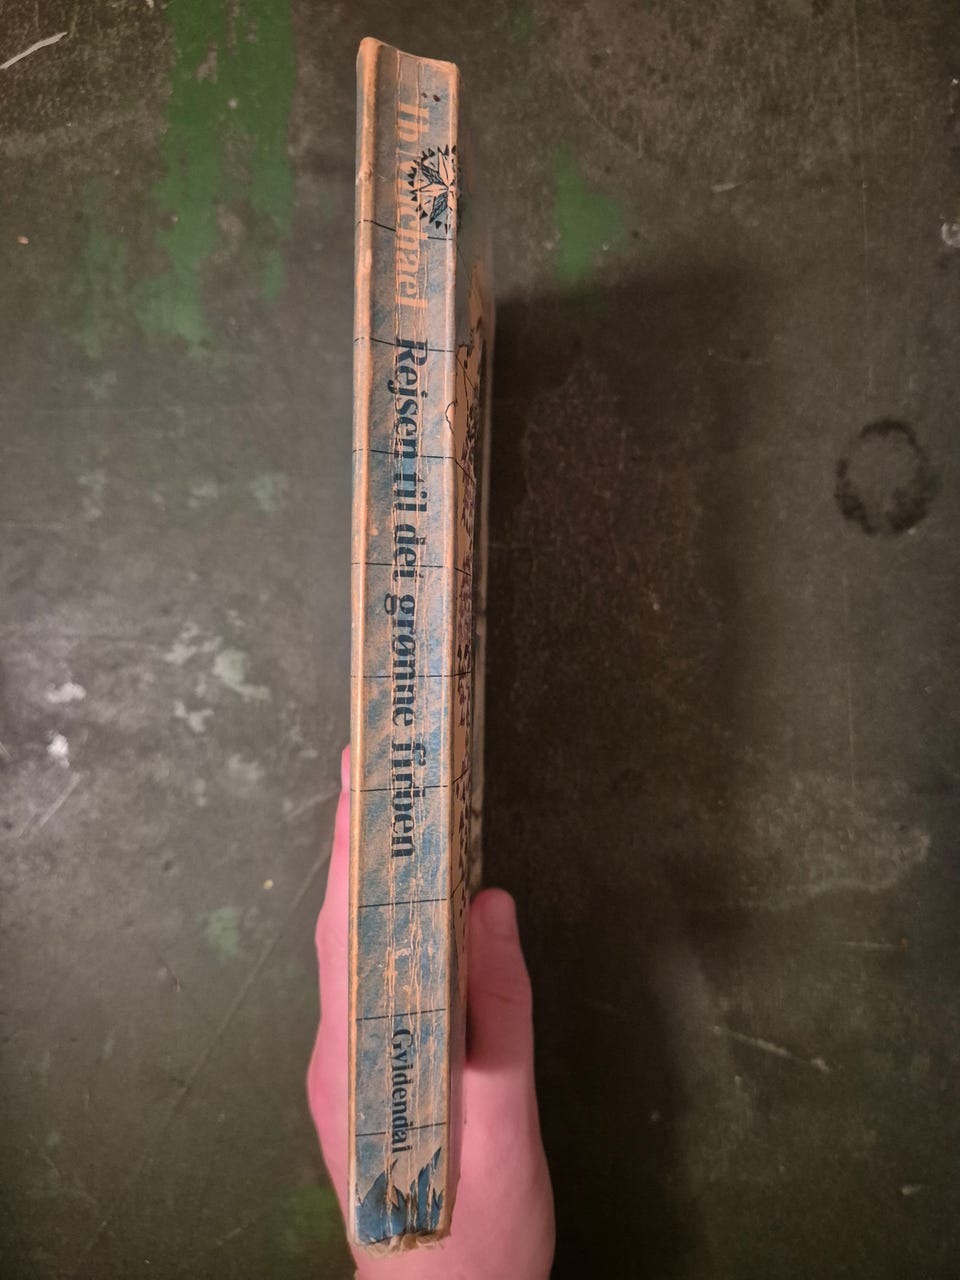 Ib Michael
Rejsen til det grønne firben
Gyldendal